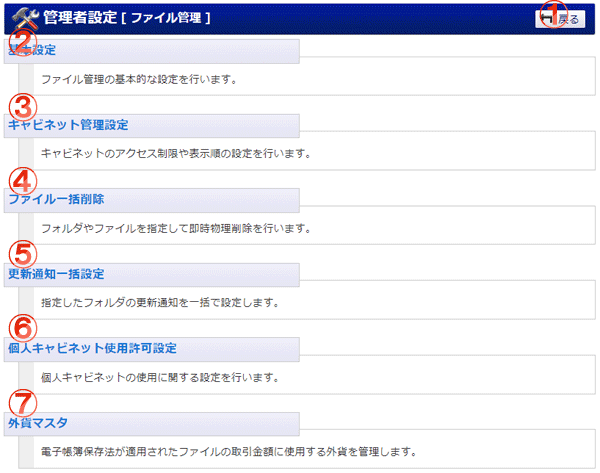 管理者設定 [ ファイル管理 ]
① 戻る
②
基本設定
ファイル管理の基本的な設定を行います。
③
キャビネット管理設定
キャビネットのアクセス制限や表示順の設定を行います。
④
ファイル一括削除
フォルダやファイルを指定して即時物理削除を行います。
⑤
更新通知一括設定
指定したフォルダの更新通知を一括で設定します。
⑥
個人キャビネット使用許可設定
個人キャビネットの使用に関する設定を行います。
⑦
外貨マスタ
電子帳簿保存法が適用されたファイルの取引金額に使用する外貨を管理します。